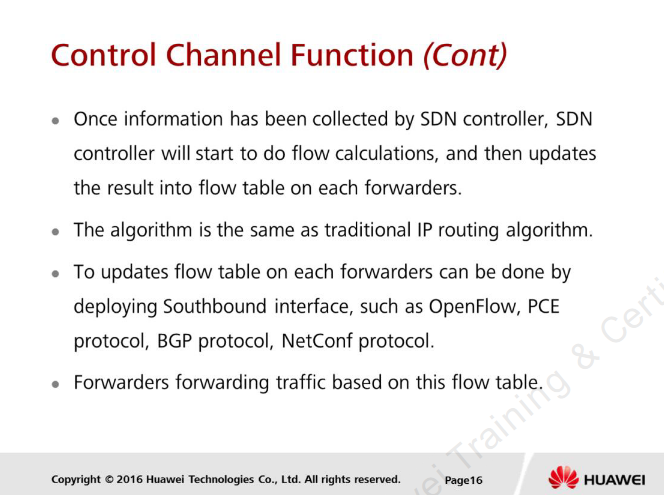 Control Channel Function (Cont)
● Once information has been collected by SDN controller, SDN
controller will start to do flow calculations, and then updates
the result into flow table on each forwarders.
● The algorithm is the same as traditional IP routing algorithm.
● To updates flow table on each forwarders can be done by
deploying Southbound interface, such as OpenFlow, PCE
protocol, BGP protocol, NetConf protocol.
● Forwarders forwarding traffic based on this flow table.
Training &
Copyright © 2016 Huawei Technologies Co., Ltd. All rights reserved.
Page16
HUAWEI